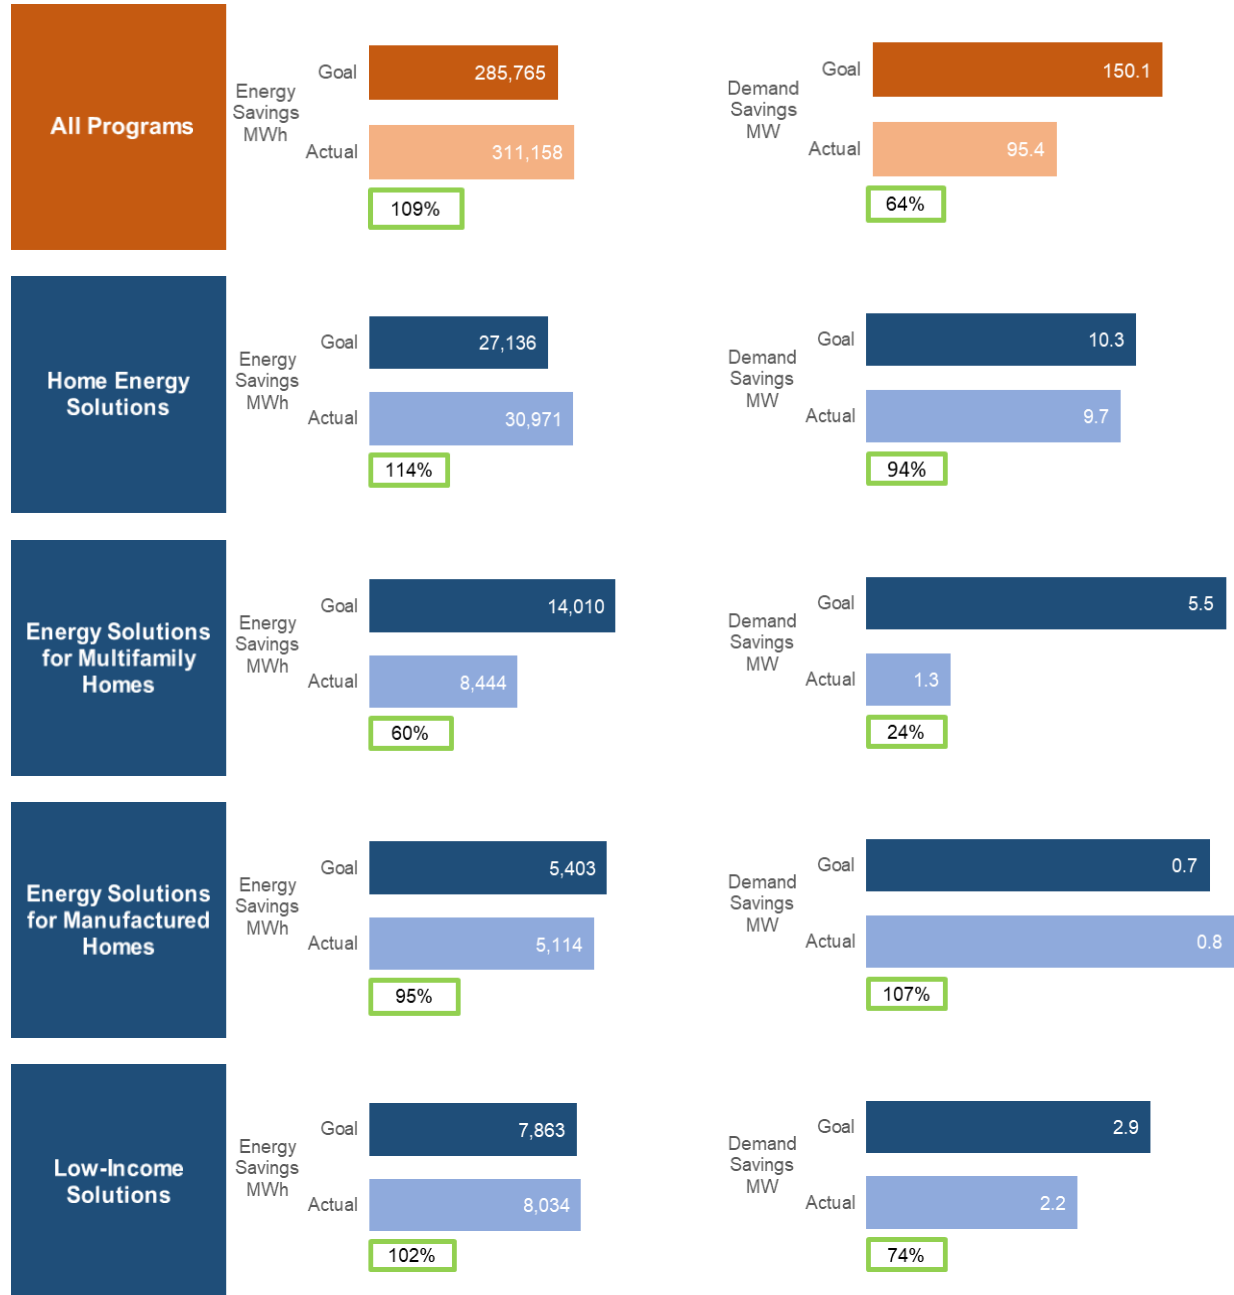 All Programs
Energy
Savings
MWh
Goal
285,765
Actual
311,158
109%
Demand
Savings
MW
Goal
150.1
Actual
95.4
64%
Home Energy
Solutions
Energy
Savings
MWh
Goal
27,136
Actual
30,971
114%
Demand
Savings
MW
Goal
10.3
Actual
9.7
94%
Energy Solutions
for Multifamily
Homes
Energy
Savings
MWh
Goal
14,010
Actual
8,444
60%
Demand
Savings
MW
Goal
5.5
Actual
1.3
24%
Energy Solutions
for Manufactured
Homes
Energy
Savings
MWh
Goal
5,403
Actual
5,114
95%
Demand
Savings
MW
Goal
0.7
Actual
0.8
107%
Low-Income
Solutions
Energy
Savings
MWh
Goal
7,863
Actual
8,034
102%
Demand
Savings
MW
Goal
2.9
Actual
2.2
74%